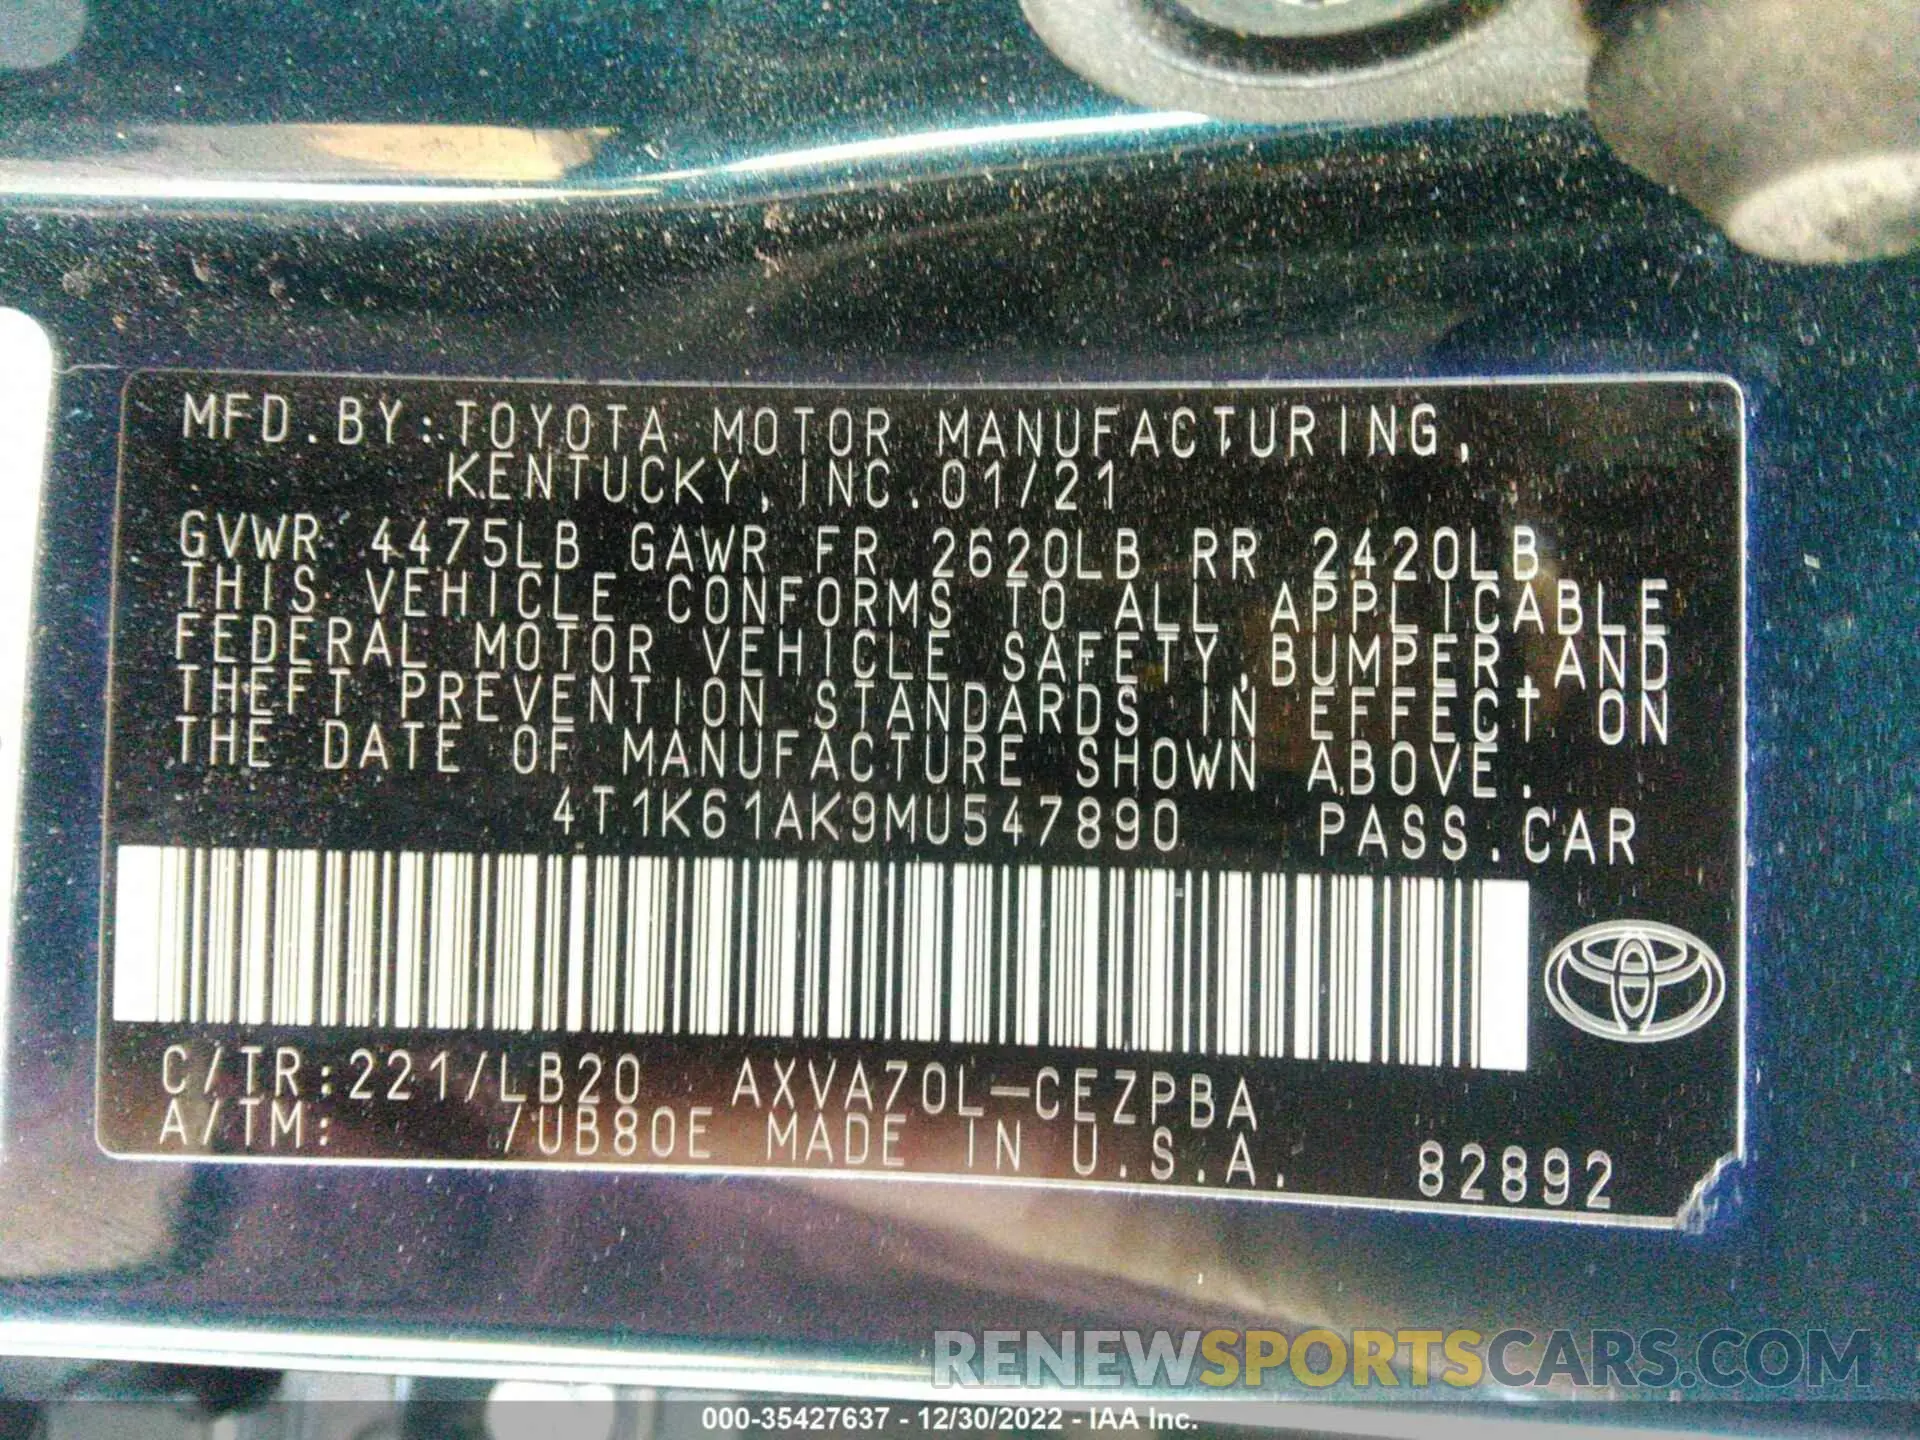 MFD.BY:TOYOTA MOTOR MANUFACTURING,
KENTUCKY, INC.01/21
GVWR 4475LB GAWR FR 2620LB RR 2420LB
THIS VEHICLE CONFORMS TO ALL APPLICABLE
FEDERAL MOTOR VEHICLE SAFETY,BUMPER AND
THEFT PREVENTION STANDARDS IN EFFECT ON
THE DATE OF MANUFACTURE SHOWN ABOVE.
4T1K61AK9MU547890 PASS.CAR
C/TR:221/LB20 AXVA70L-CEZPBA
A/TM: /UB80E MADE IN U.S.A. 82892
RENEWSPORTSCARS.COM
000-35427637 - 12/30/2022 - IAA Inc.